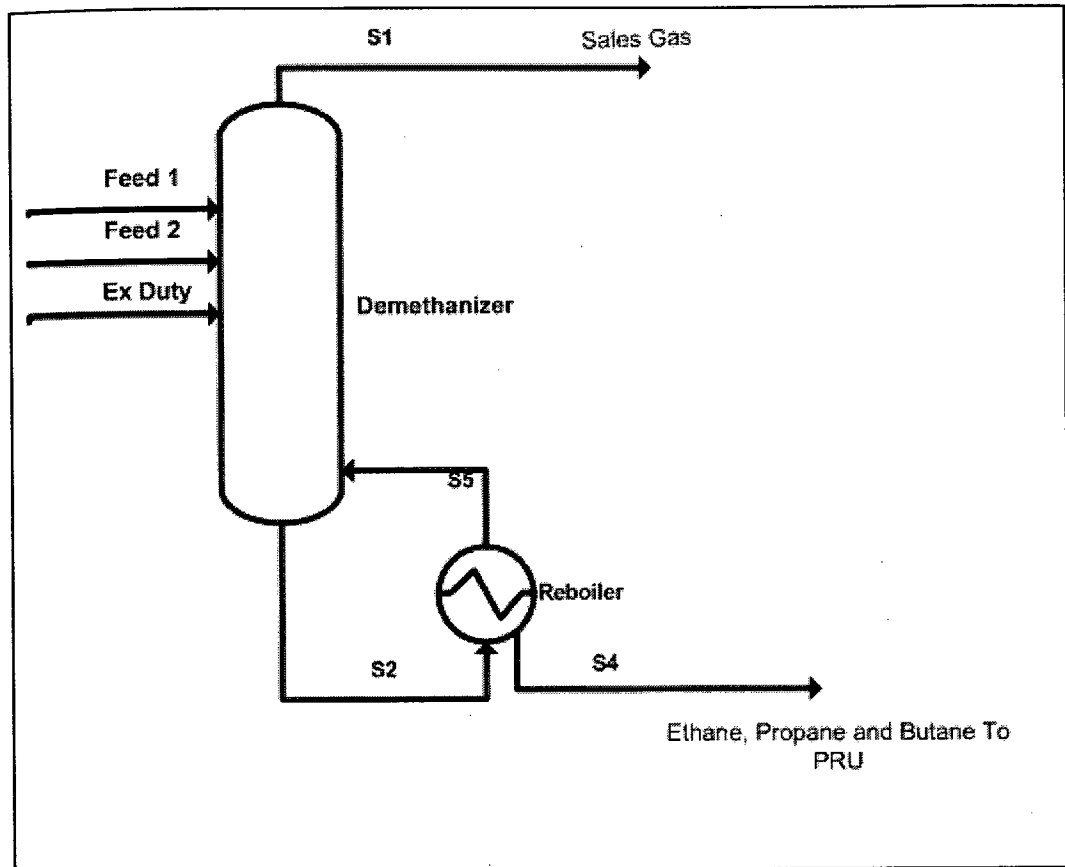 S1
Sales Gas
Feed 1
Feed 2
Ex Duty
Demethanizer
S5
Reboiler
S2
S4
Ethane, Propane and Butane To
PRU